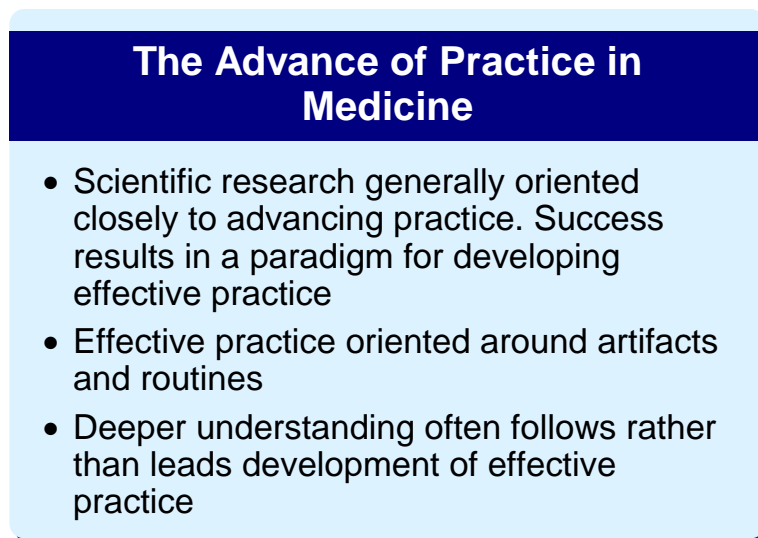 The Advance of Practice in
Medicine
• Scientific research generally oriented
closely to advancing practice. Success
results in a paradigm for developing
effective practice
• Effective practice oriented around artifacts
and routines
• Deeper understanding often follows rather
than leads development of effective
practice